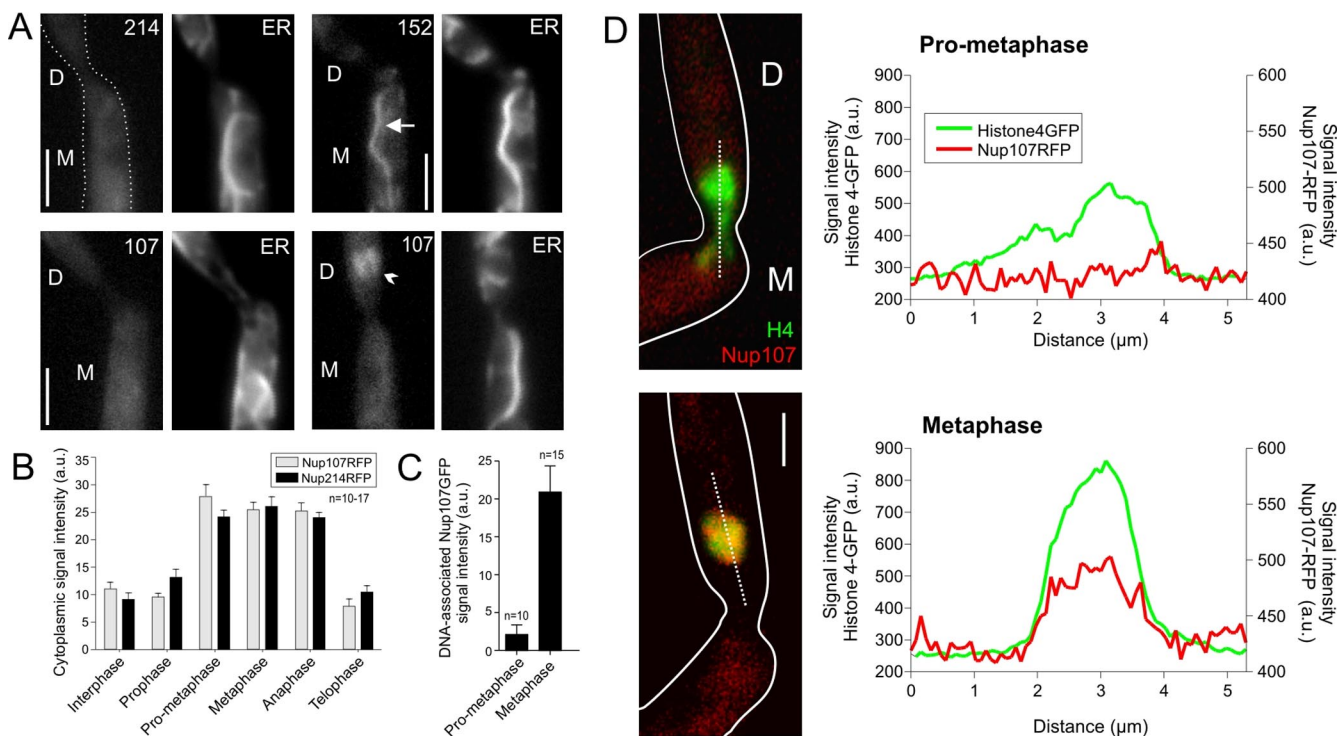 A
214
ER
152
ER
D
M
D
M
107
ER
107
ER
D
M
D
M
B
Cytoplasmic signal intensity (a.u.)
35
30
25
20
15
10
5
0
Nup107RFP
Nup214RFP
n=10-17
Interphase
Prophase
Pro-metaphase
Metaphase
Anaphase
Telophase
C
DNA-associated Nup107GFP
signal intensity (a.u.)
25
20
15
10
5
0
n=10
n=15
Pro-metaphase
Metaphase
D
D
M
H4
Nup107
Pro-metaphase
Signal intensity
Histone 4-GFP (a.u.)
900
800
700
600
500
400
300
200
Histone4GFP
Nup107RFP
600
550
500
450
400
Signal intensity
Nup107-RFP
(a.u.)
0 1 2 3 4 5
Distance (µm)
Metaphase
Signal intensity
Histone 4-GFP (a.u.)
900
800
700
600
500
400
300
200
600
550
500
450
400
Signal intensity
Nup107-RFP (a.u.)
0 1 2 3 4 5
Distance (µm)